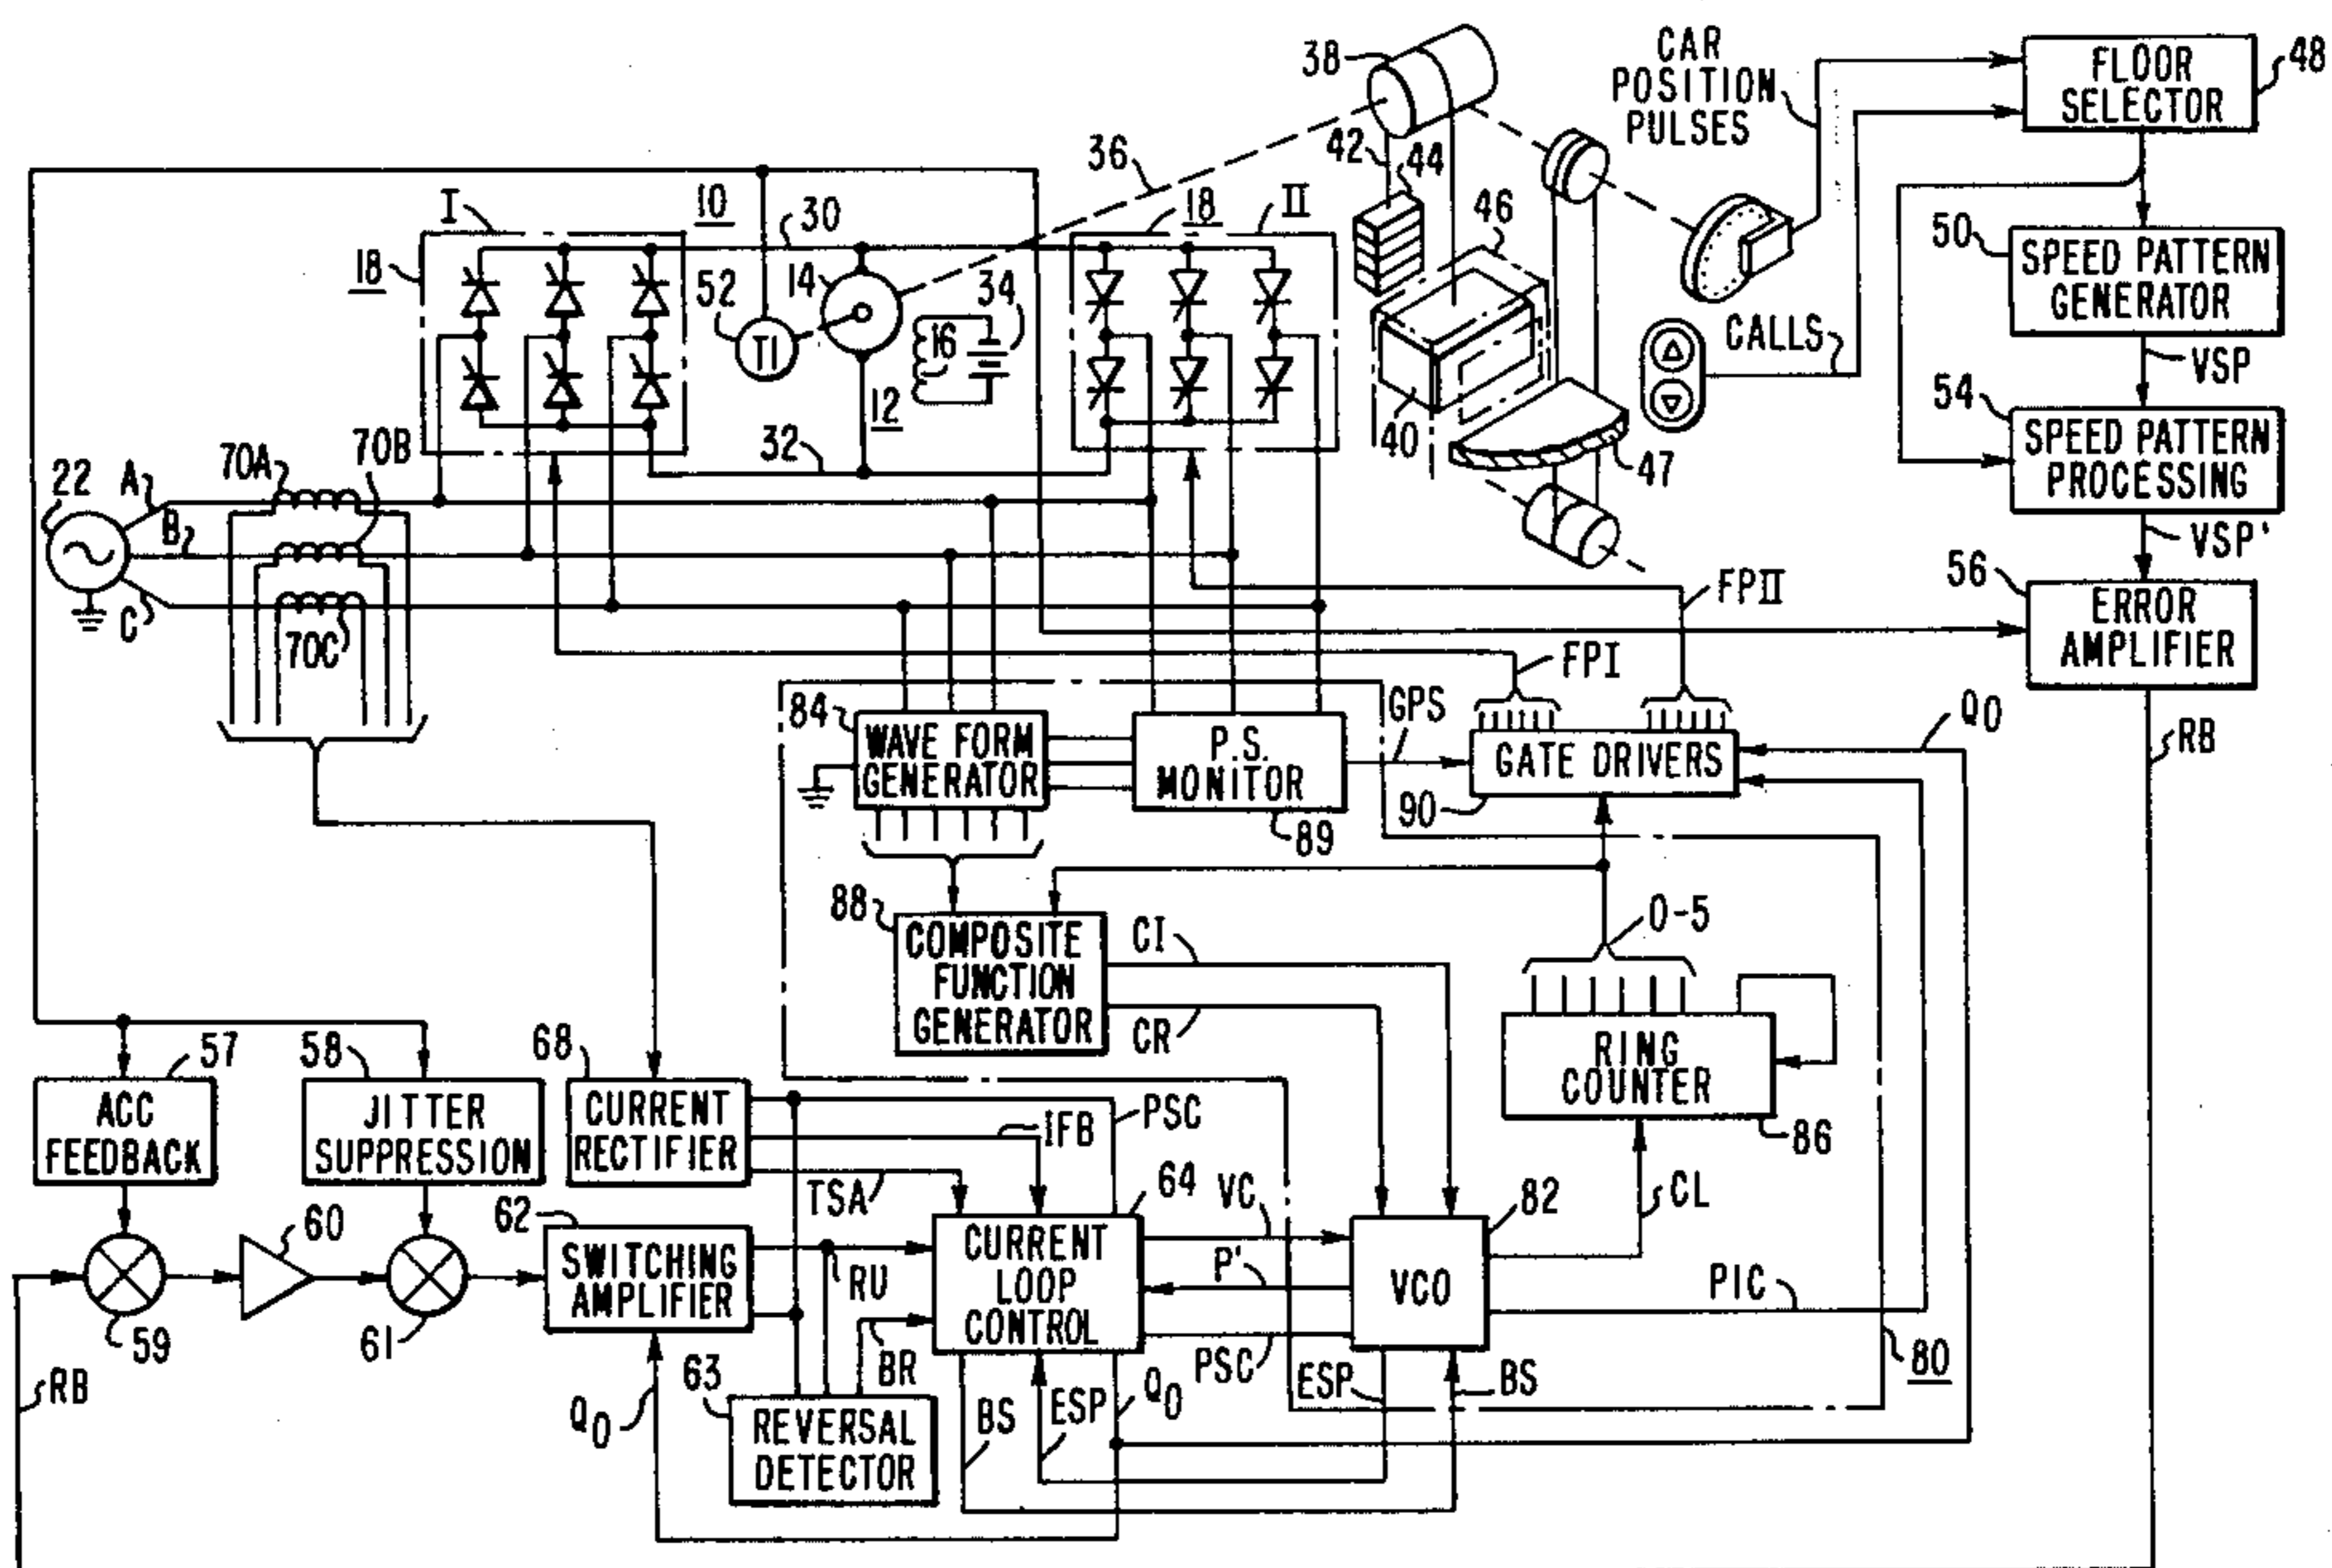 38
CAR
POSITION
PULSES
FLOOR
SELECTOR
48
36
42
44
I
10
30
18
II
46
50
SPEED PATTERN
GENERATOR
18
52
14
34
T1
16
CALLS
VSP
12
40
54
SPEED PATTERN
PROCESSING
32
47
70A
70B
22
A
B
C
70C
VSP'
56
ERROR
AMPLIFIER
FPII
FPI
GPS
84
WAVE FORM
GENERATOR
P.S.
MONITOR
89
GATE DRIVERS
90
QO
RB
88
COMPOSITE
FUNCTION
GENERATOR
CI
CR
0-5
RING
COUNTER
86
57
ACC
FEEDBACK
58
JITTER
SUPPRESSION
68
CURRENT
RECTIFIER
IFB
PSC
TSA
64
VC
82
CL
60
62
SWITCHING
AMPLIFIER
RU
CURRENT
LOOP
CONTROL
P'
VCO
PIC
59
61
BR
PSC
80
RB
QO
63
REVERSAL
DETECTOR
BS
ESP
QO
ESP
BS